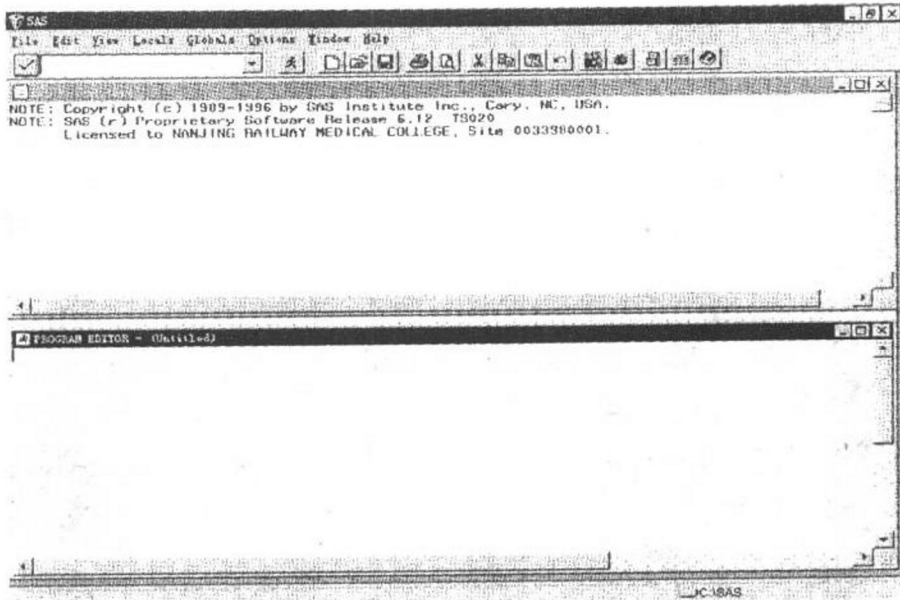 SAS
File Edit View Locals Globals Options Window Help
NOTE: Copyright (c) 1989-1996 by SAS Institute Inc., Cary, NC, USA.
NOTE: SAS (r) Proprietary Software Release 6.12 TS020
Licensed to NANJING RAILWAY MEDICAL COLLEGE, Site 0033980001.
PROGRAM EDITOR - (Untitled)
C:\SAS